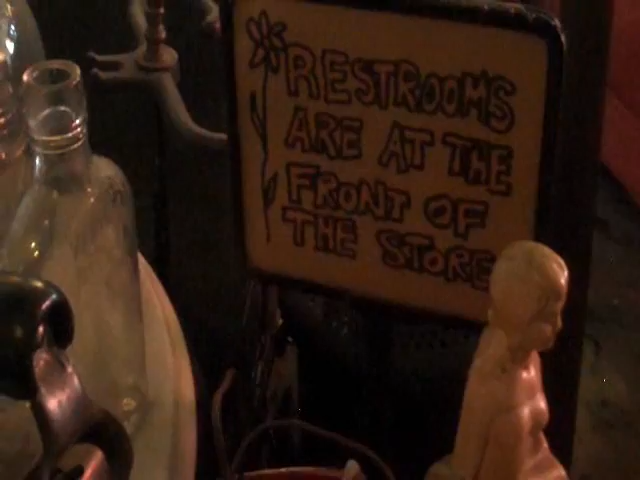 RESTROOMS
ARE AT THE
FRONT OF
THE STORE